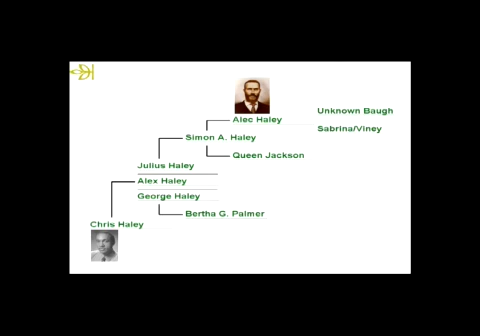 Alec Haley
Unknown Baugh
Sabrina/Viney
Simon A. Haley
Queen Jackson
Julius Haley
Alex Haley
George Haley
Bertha G. Palmer
Chris Haley